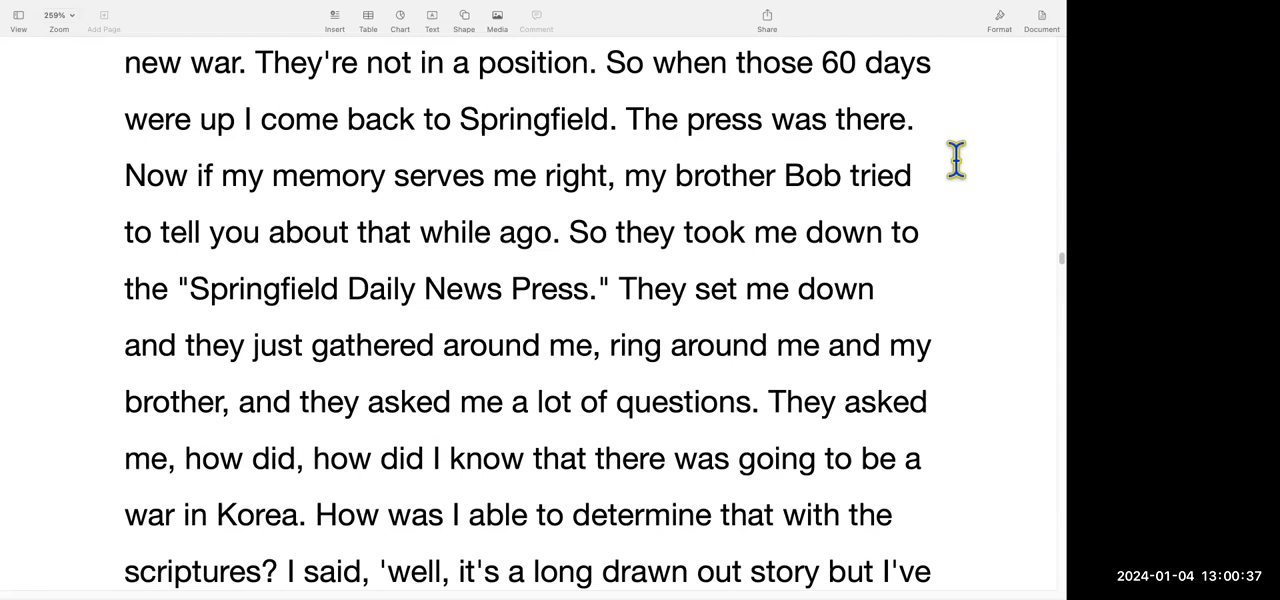 259%
View
Zoom
Add Page
Insert
Table
Chart
Text
Shape
Media
Comment
Share
Format
Document
new war. They're not in a position. So when those 60 days
were up I come back to Springfield. The press was there.
Now if my memory serves me right, my brother Bob tried
to tell you about that while ago. So they took me down to
the "Springfield Daily News Press." They set me down
and they just gathered around me, ring around me and my
brother, and they asked me a lot of questions. They asked
me, how did, how did I know that there was going to be a
war in Korea. How was I able to determine that with the
scriptures? I said, 'well, it's a long drawn out story but I've
2024-01-04 13:00:37